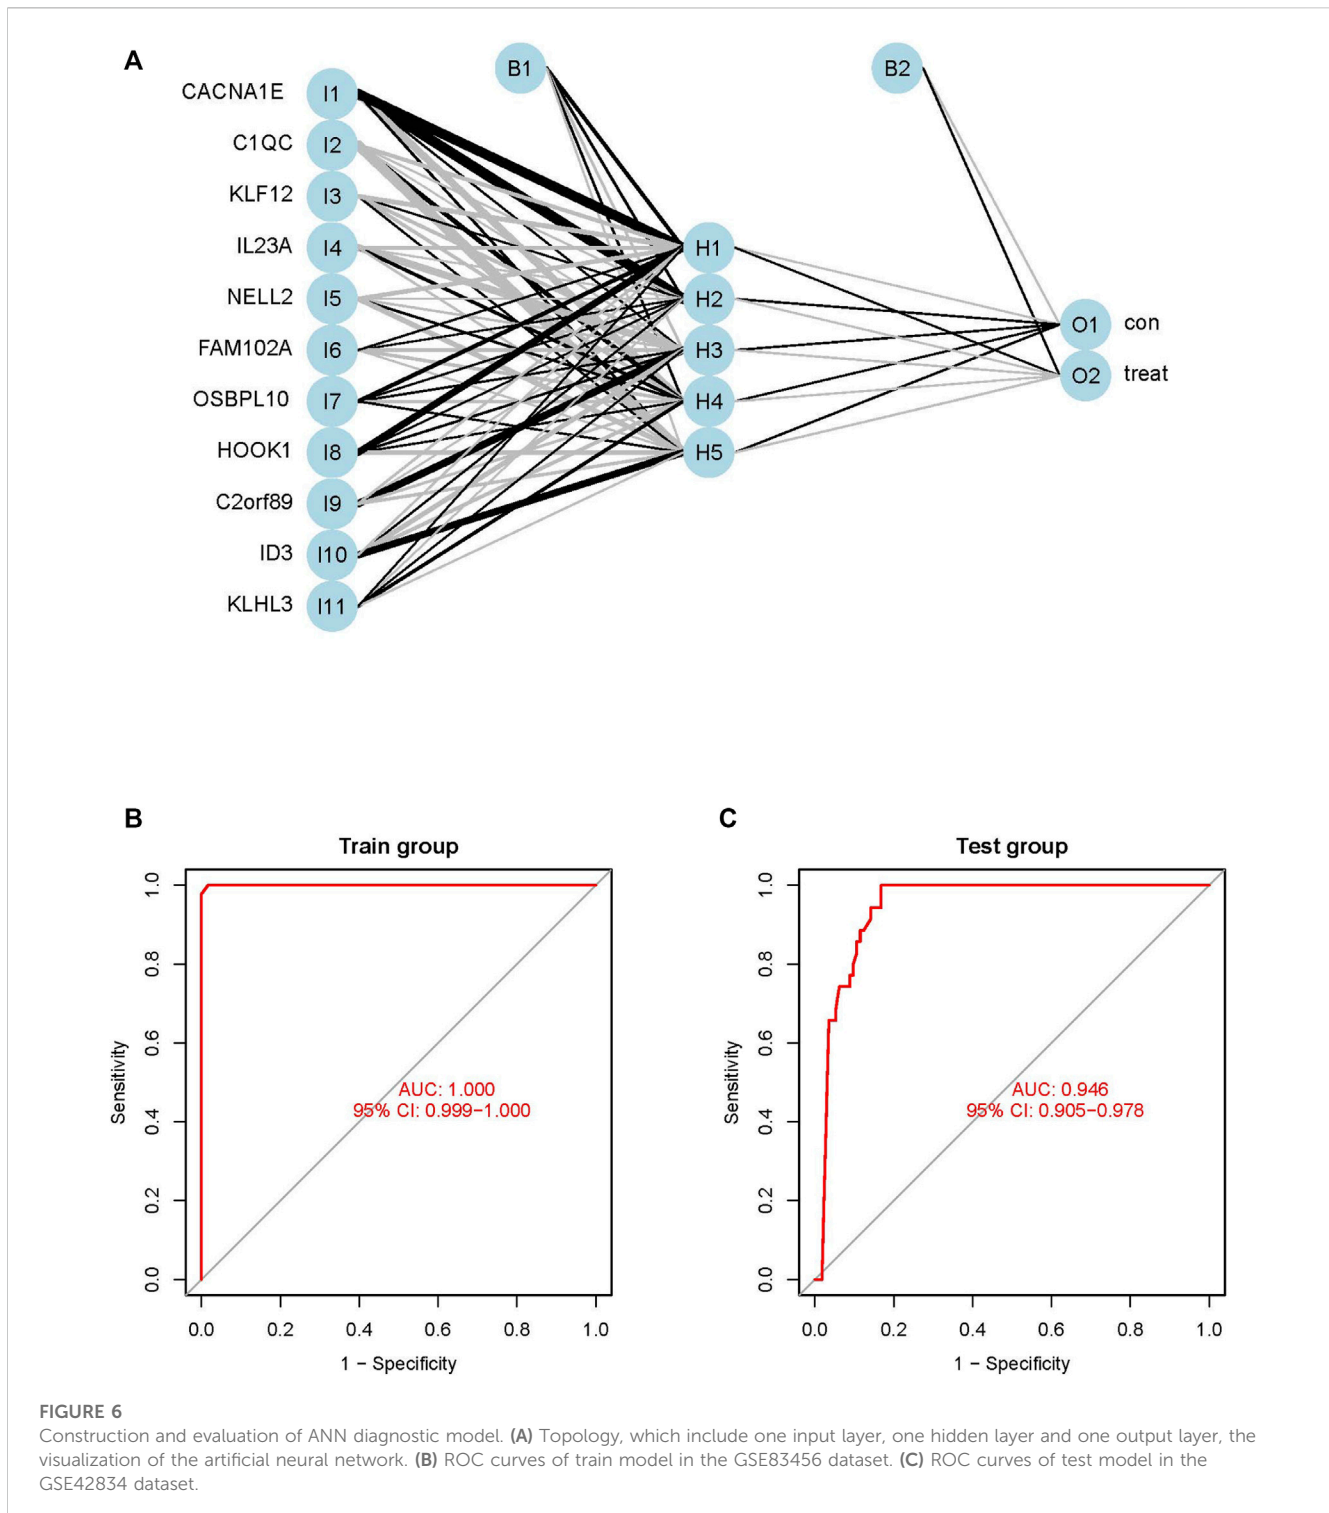 A
B1
B2
CACNA1E I1
C1QC I2
KLF12 I3
IL23A I4 H1
NELL2 I5 H2
O1 con
FAM102A I6 H3
O2 treat
OSBPL10 I7 H4
HOOK1 I8 H5
C2orf89 I9
ID3 I10
KLHL3 I11
B
Train group
Sensitivity
1.0
0.8
0.6
0.4
0.2
0.0
AUC: 1.000
95% CI: 0.999–1.000
0.0 0.2 0.4 0.6 0.8 1.0
1 − Specificity
C
Test group
Sensitivity
1.0
0.8
0.6
0.4
0.2
0.0
AUC: 0.946
95% CI: 0.905–0.978
0.0 0.2 0.4 0.6 0.8 1.0
1 − Specificity
FIGURE 6
Construction and evaluation of ANN diagnostic model. (A) Topology, which include one input layer, one hidden layer and one output layer, the
visualization of the artificial neural network. (B) ROC curves of train model in the GSE83456 dataset. (C) ROC curves of test model in the
GSE42834 dataset.